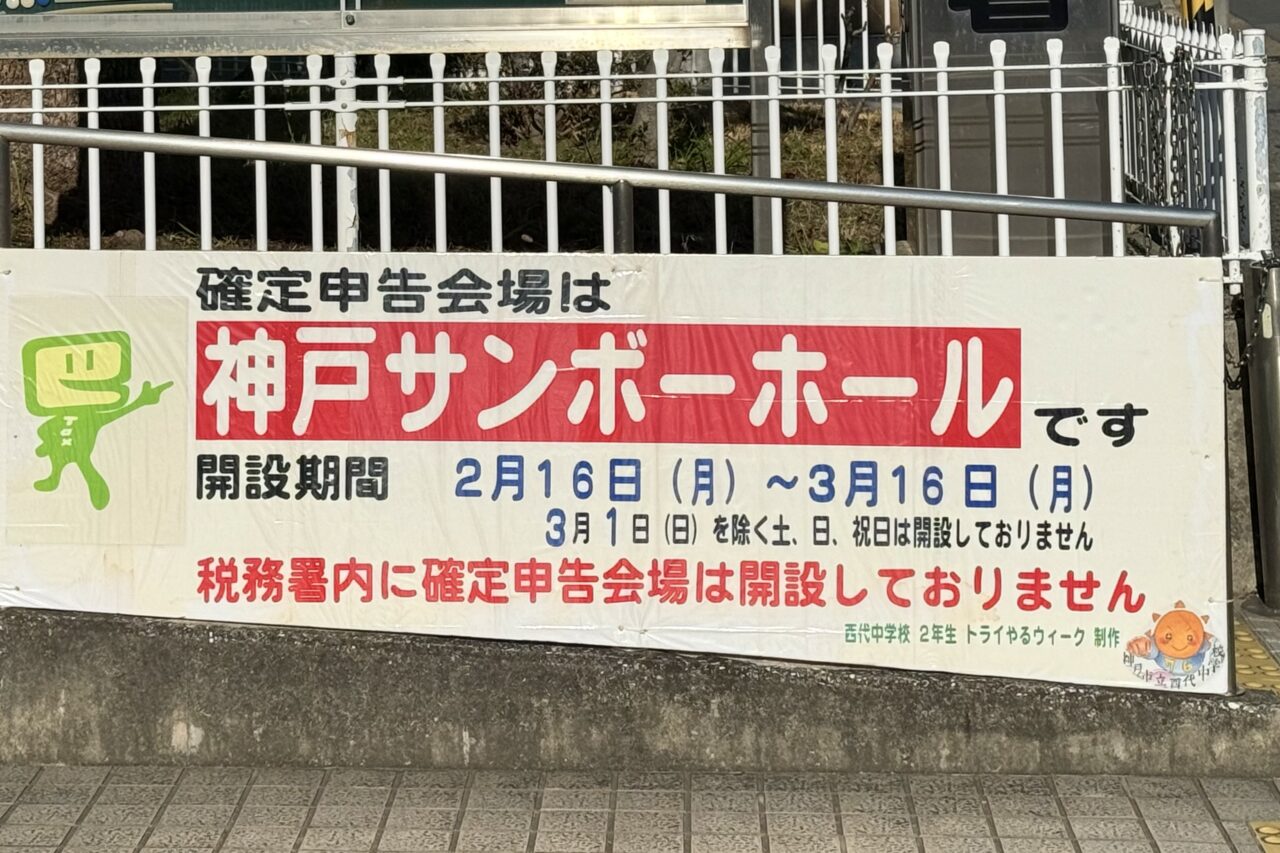 確定申告会場は
神戸サンボーホールです
開設期間 2月16日（月）～3月16日（月）
3月1日（日）を除く土、日、祝日は開設しておりません
税務署内に確定申告会場は開設しておりません
西代中学校 2年生 トライやるウィーク 制作
Tax